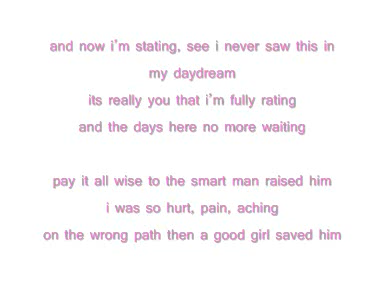 and now i'm stating, see i never saw this in
my daydream
its really you that i'm fully rating
and the days here no more waiting

pay it all wise to the smart man raised him
i was so hurt, pain, aching
on the wrong path then a good girl saved him